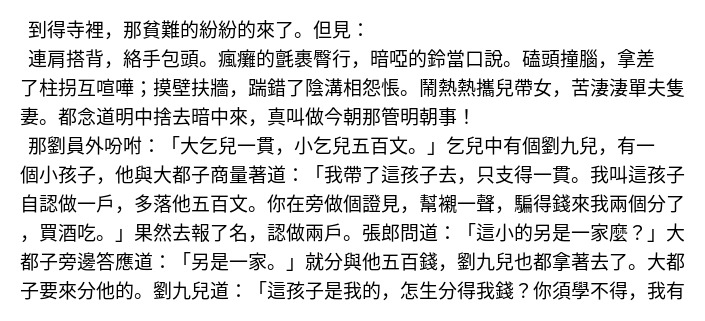 到得寺裡，那貧難的紛紛的來了。但見：
連肩搭背，絡手包頭。瘋癱的氈裹臀行，暗啞的鈴當口說。磕頭撞腦，拿差
了柱拐互喧嘩；摸壁扶牆，踹錯了陰溝相怨悵。鬧熱熱攜兒帶女，苦淒淒單夫隻
妻。都念道明中捨去暗中來，真叫做今朝那管明朝事！
那劉員外吩咐：「大乞兒一貫，小乞兒五百文。」乞兒中有個劉九兒，有一
個小孩子，他與大都子商量著道：「我帶了這孩子去，只支得一貫。我叫這孩子
自認做一戶，多落他五百文。你在旁做個證見，幫襯一聲，騙得錢來我兩個分了
，買酒吃。」果然去報了名，認做兩戶。張郎問道：「這小的另是一家麼？」大
都子旁邊答應道：「另是一家。」就分與他五百錢，劉九兒也都拿著去了。大都
子要來分他的。劉九兒道：「這孩子是我的，怎生分得我錢？你須學不得，我有